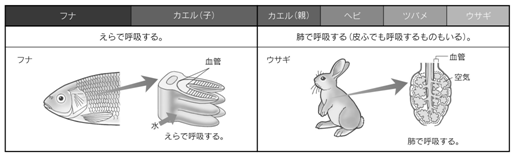 フナ
カエル(子)
カエル(親)
ヘビ
ツバメ
ウサギ
えらで呼吸する。
肺で呼吸する(皮ふでも呼吸するものもいる)。
フナ
血管
水
えらで呼吸する。
ウサギ
血管
空気
肺で呼吸する。